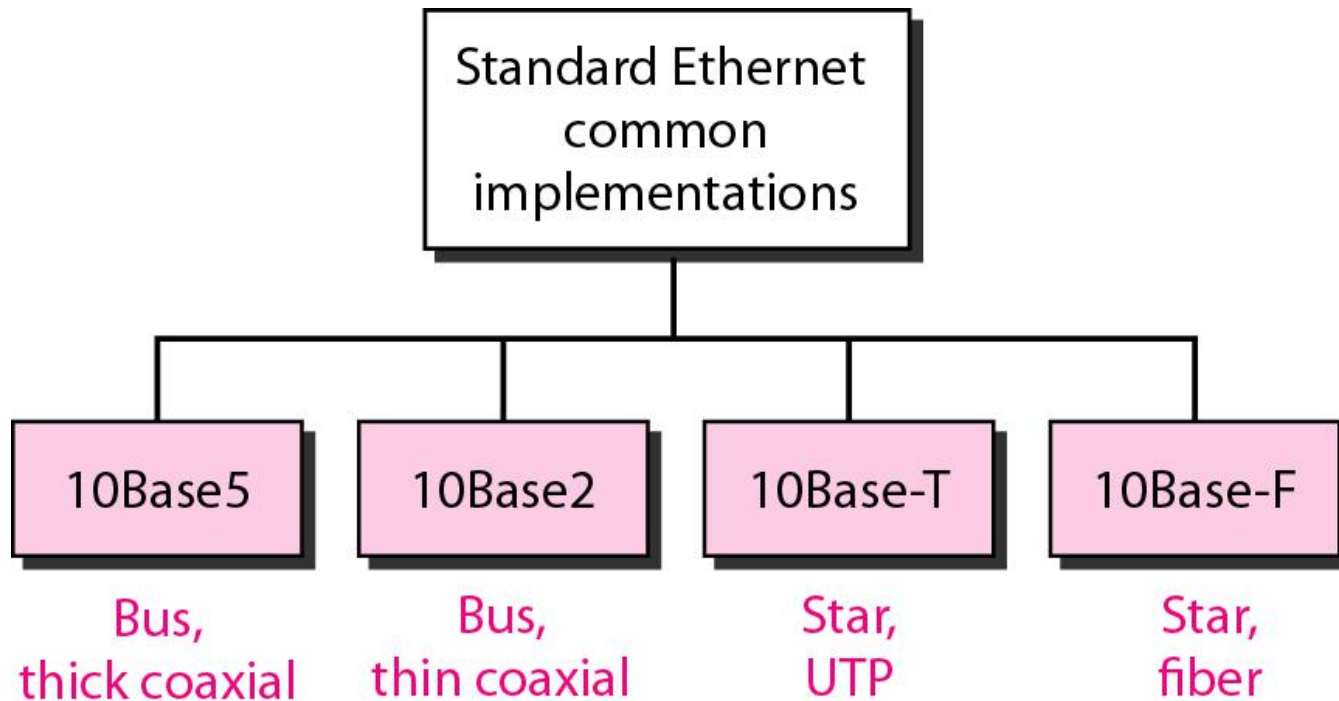 Standard Ethernet
common
implementations
10Base5
10Base2
10Base-T
10Base-F
Bus,
thick coaxial
Bus,
thin coaxial
Star,
UTP
Star,
fiber